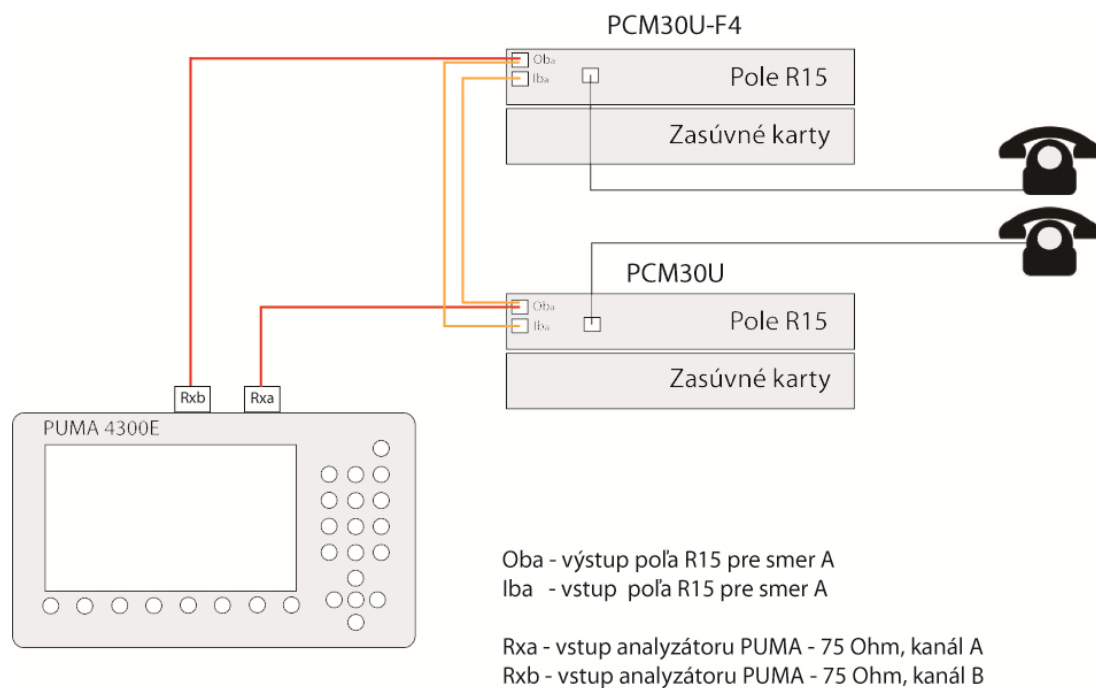 PCM30U-F4
Oba
Iba
Pole R15
Zasúvné karty
PCM30U
Oba
Iba
Pole R15
Zasúvné karty
Rxb
Rxa
PUMA 4300E
Oba - výstup poľa R15 pre smer A
Iba - vstup poľa R15 pre smer A
Rxa - vstup analyzátoru PUMA - 75 Ohm, kanál A
Rxb - vstup analyzátoru PUMA - 75 Ohm, kanál B